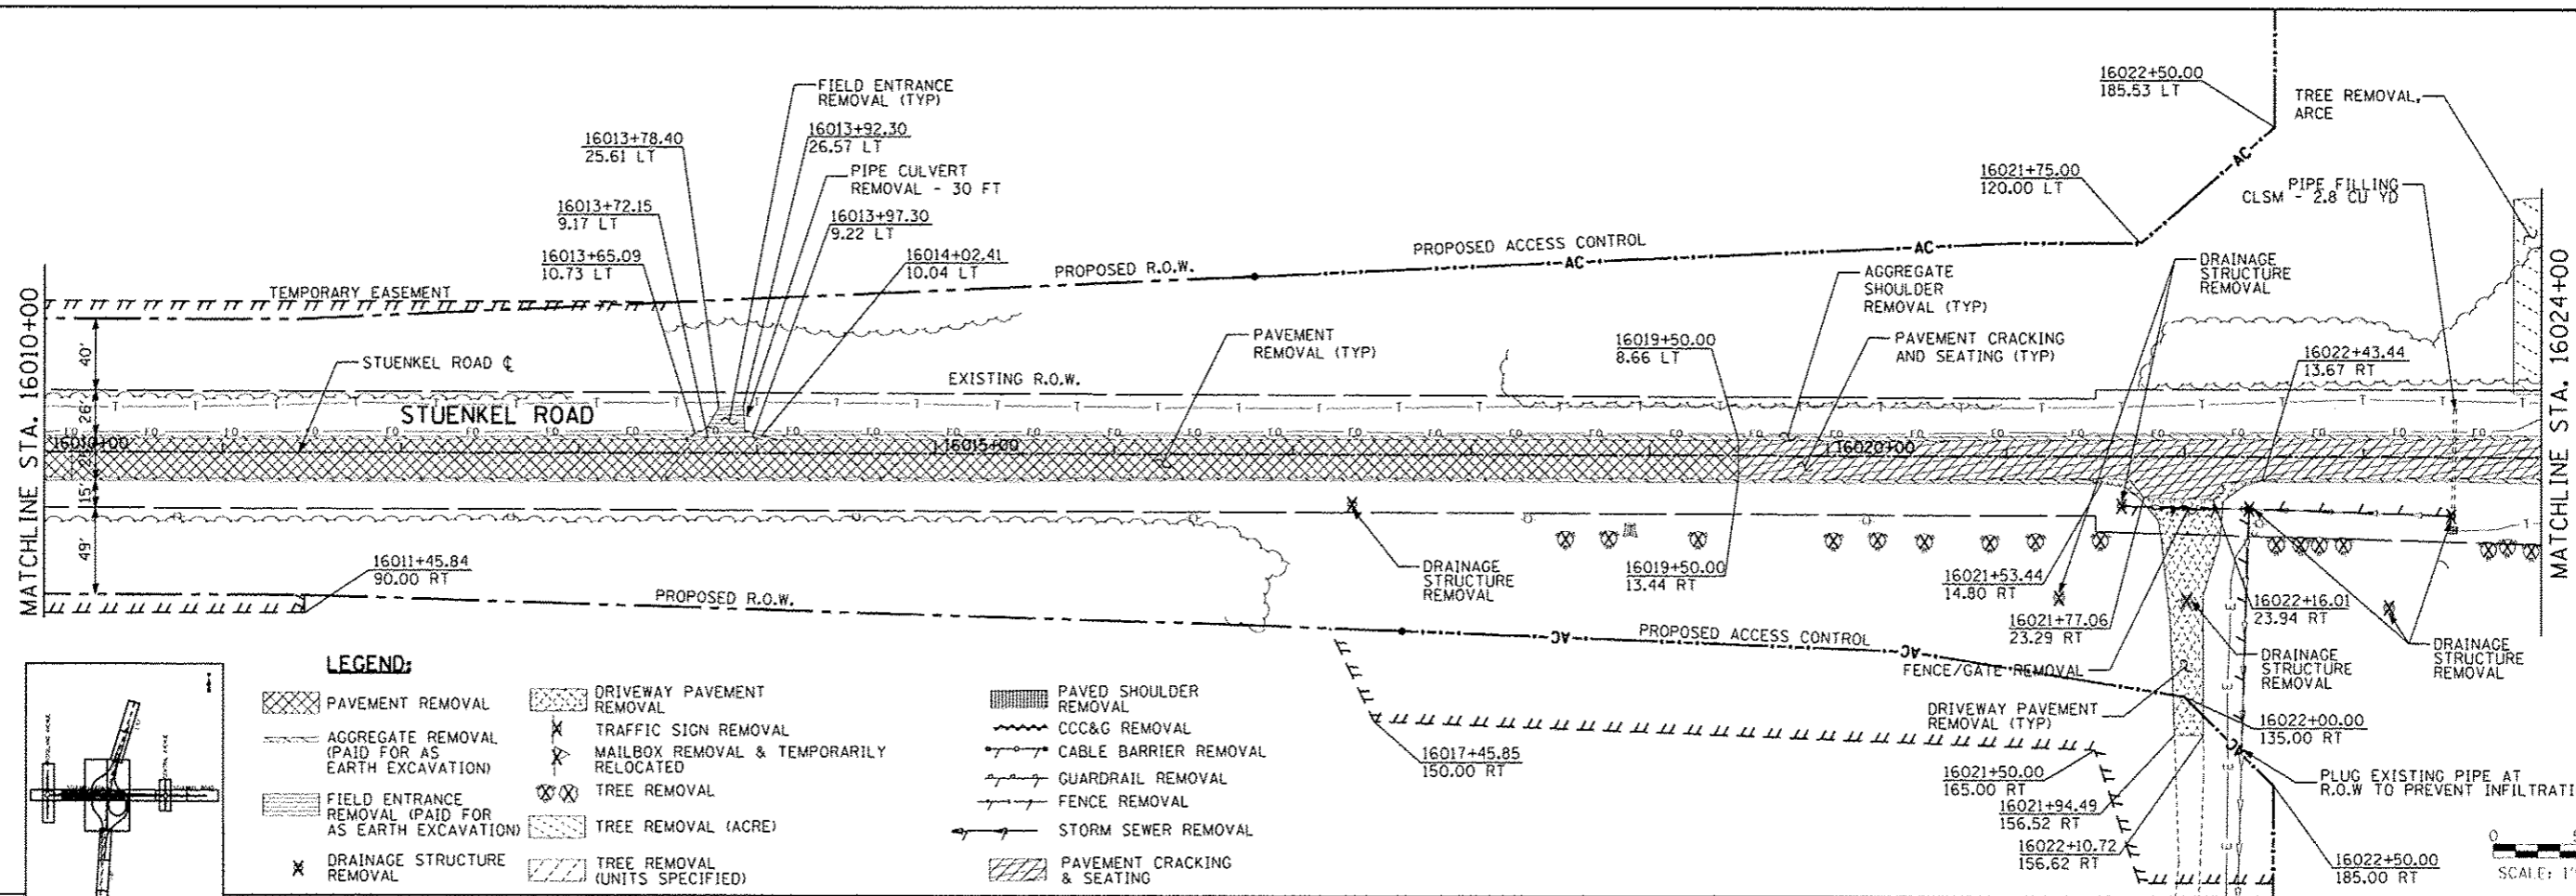 FIELD ENTRANCE
REMOVAL (TYP)
16013+78.40
25.61 LT
16013+92.30
26.57 LT
PIPE CULVERT
REMOVAL - 30 FT
16013+72.15
9.17 LT
16013+97.30
9.22 LT
16013+65.09
10.73 LT
16014+02.41
10.04 LT
16022+50.00
185.53 LT
TREE REMOVAL,
ARCE
16021+75.00
120.00 LT
PIPE FILLING
CLSM - 2.8 CU YD
AC
PROPOSED ACCESS CONTROL
AC
AC
PROPOSED R.O.W.
TEMPORARY EASEMENT
AGGREGATE
SHOULDER
REMOVAL (TYP)
DRAINAGE
STRUCTURE
REMOVAL
MATCHLINE STA. 16010+00
MATCHLINE STA. 16024+00
40'
26'
25'
15'
49'
STUENKEL ROAD ℄
PAVEMENT
REMOVAL (TYP)
16019+50.00
8.66 LT
PAVEMENT CRACKING
AND SEATING (TYP)
16022+43.44
13.67 RT
EXISTING R.O.W.
STUENKEL ROAD
16010+00
16015+00
16020+00
16011+45.84
90.00 RT
DRAINAGE
STRUCTURE
REMOVAL
16019+50.00
13.44 RT
16021+53.44
14.80 RT
16021+77.06
23.29 RT
16022+16.01
23.94 RT
DRAINAGE
STRUCTURE
REMOVAL
DRAINAGE
STRUCTURE
REMOVAL
PROPOSED R.O.W.
AC
PROPOSED ACCESS CONTROL
AC
FENCE/GATE REMOVAL
DRIVEWAY PAVEMENT
REMOVAL (TYP)
16022+00.00
135.00 RT
AC
16017+45.85
150.00 RT
16021+50.00
165.00 RT
PLUG EXISTING PIPE AT
R.O.W TO PREVENT INFILTRATI
16021+94.49
156.52 RT
16022+10.72
156.62 RT
16022+50.00
185.00 RT
LEGEND:
PAVEMENT REMOVAL
AGGREGATE REMOVAL
(PAID FOR AS
EARTH EXCAVATION)
FIELD ENTRANCE
REMOVAL (PAID FOR
AS EARTH EXCAVATION)
DRAINAGE STRUCTURE
REMOVAL
DRIVEWAY PAVEMENT
REMOVAL
TRAFFIC SIGN REMOVAL
MAILBOX REMOVAL & TEMPORARILY
RELOCATED
TREE REMOVAL
TREE REMOVAL (ACRE)
TREE REMOVAL
(UNITS SPECIFIED)
PAVED SHOULDER
REMOVAL
CCC&G REMOVAL
CABLE BARRIER REMOVAL
GUARDRAIL REMOVAL
FENCE REMOVAL
STORM SEWER REMOVAL
PAVEMENT CRACKING
& SEATING
0
SCALE: 1"